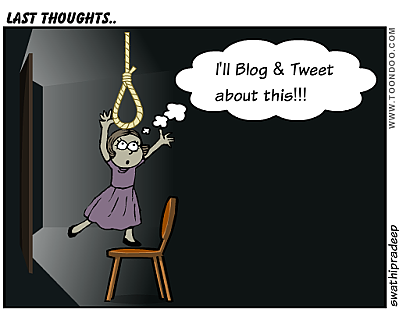 LAST THOUGHTS..
I'll Blog & Tweet
about this!!!
WWW.TOONDOO.COM
swathipradeep